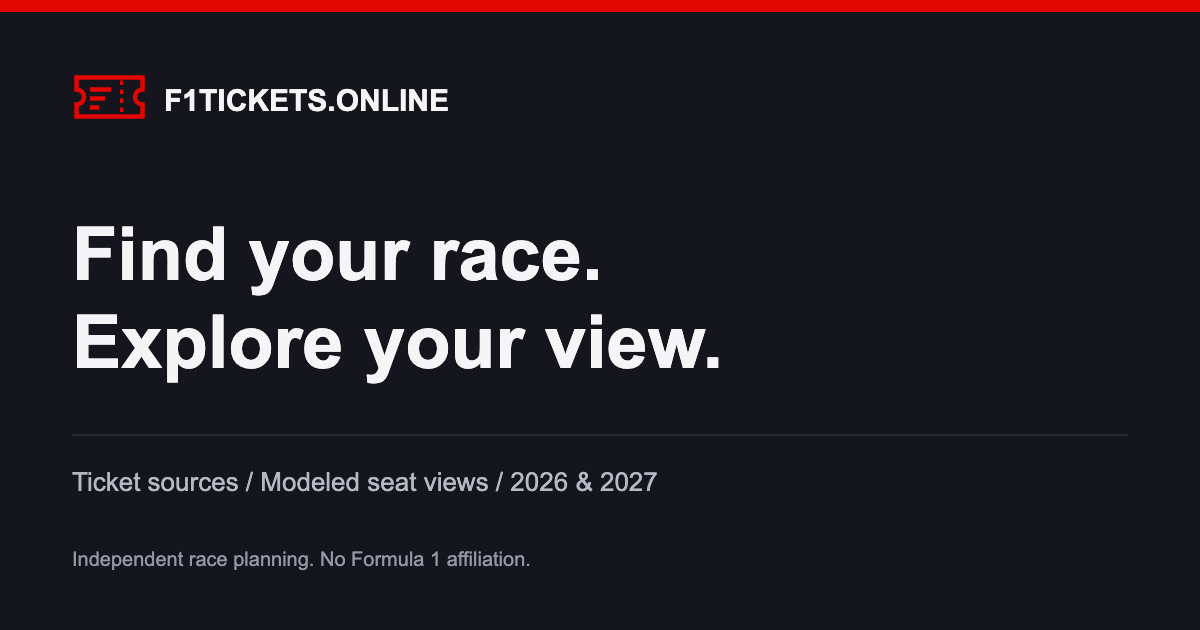 F1TICKETS.ONLINE
Find your race.
Explore your view.
Ticket sources / Modeled seat views / 2026 & 2027
Independent race planning. No Formula 1 affiliation.